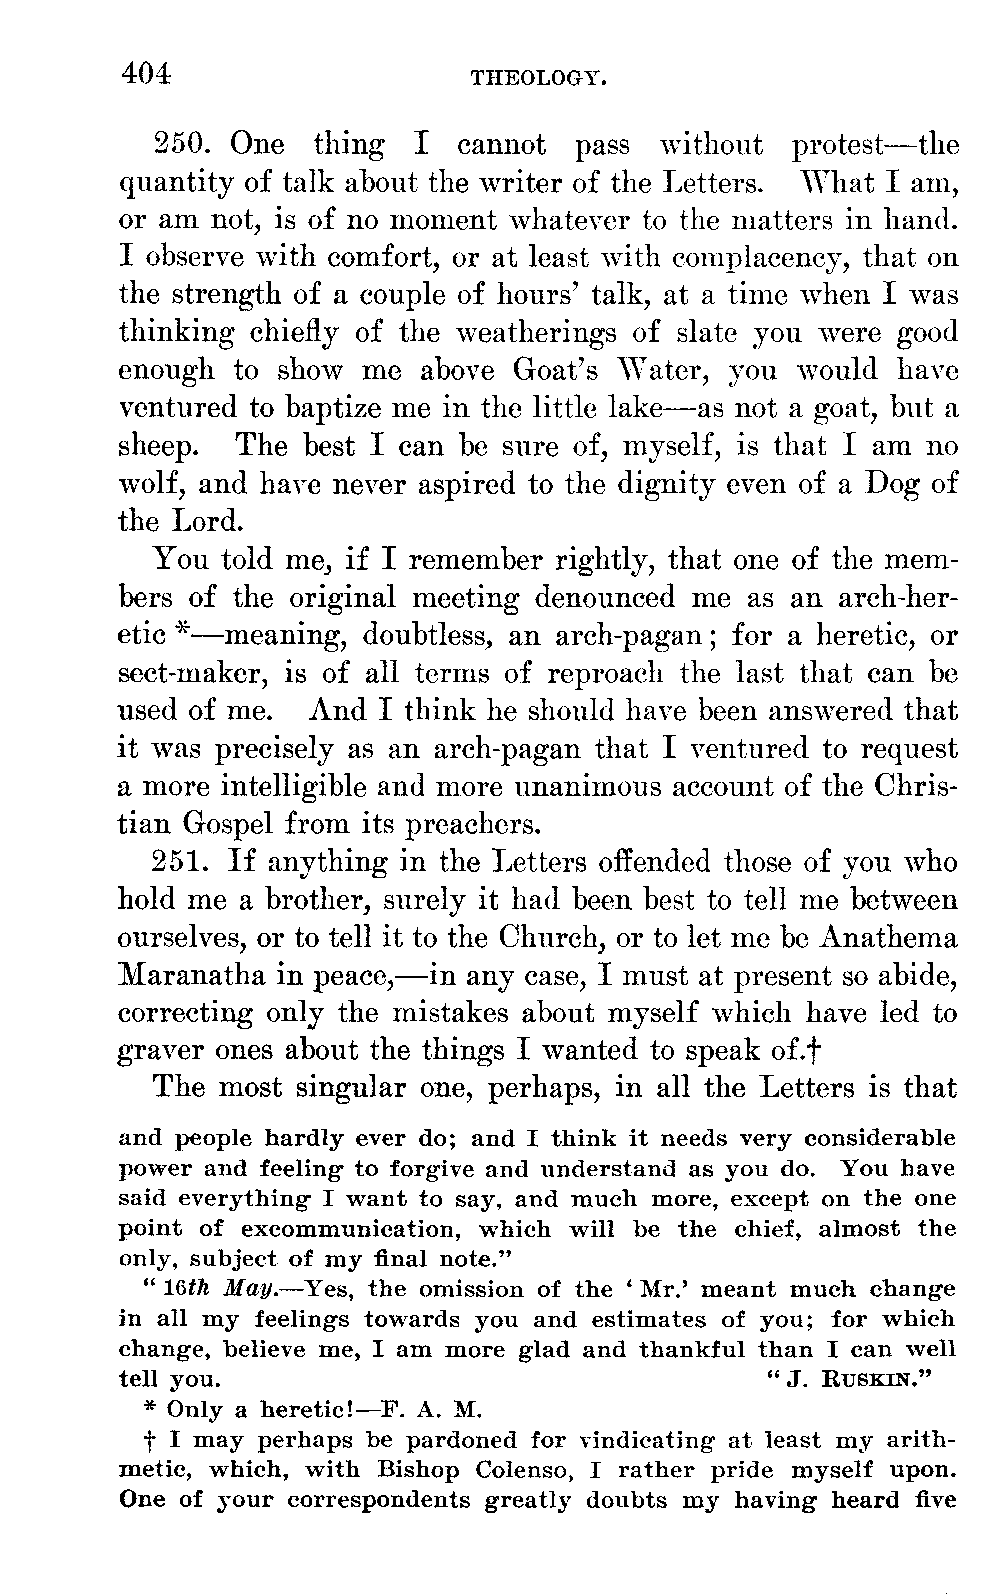 404 THEOLOGY.
250. One thing I cannot pass without protest—the
quantity of talk about the writer of the Letters. What I am,
or am not, is of no moment whatever to the matters in hand.
I observe with comfort, or at least with complacency, that on
the strength of a couple of hours’ talk, at a time when I was
thinking chiefly of the weatherings of slate you were good
enough to show me above Goat’s Water, you would have
ventured to baptize me in the little lake—as not a goat, but a
sheep. The best I can be sure of, myself, is that I am no
wolf, and have never aspired to the dignity even of a Dog of
the Lord.
You told me, if I remember rightly, that one of the mem-
bers of the original meeting denounced me as an arch-her-
etic *—meaning, doubtless, an arch-pagan; for a heretic, or
sect-maker, is of all terms of reproach the last that can be
used of me. And I think he should have been answered that
it was precisely as an arch-pagan that I ventured to request
a more intelligible and more unanimous account of the Chris-
tian Gospel from its preachers.
251. If anything in the Letters offended those of you who
hold me a brother, surely it had been best to tell me between
ourselves, or to tell it to the Church, or to let me be Anathema
Maranatha in peace,—in any case, I must at present so abide,
correcting only the mistakes about myself which have led to
graver ones about the things I wanted to speak of.†
The most singular one, perhaps, in all the Letters is that
and people hardly ever do; and I think it needs very considerable
power and feeling to forgive and understand as you do. You have
said everything I want to say, and much more, except on the one
point of excommunication, which will be the chief, almost the
only, subject of my final note.”
“ 16th May.—Yes, the omission of the ‘ Mr.’ meant much change
in all my feelings towards you and estimates of you; for which
change, believe me, I am more glad and thankful than I can well
tell you. “ J. RUSKIN.”
* Only a heretic!—F. A. M.
† I may perhaps be pardoned for vindicating at least my arith-
metic, which, with Bishop Colenso, I rather pride myself upon.
One of your correspondents greatly doubts my having heard five